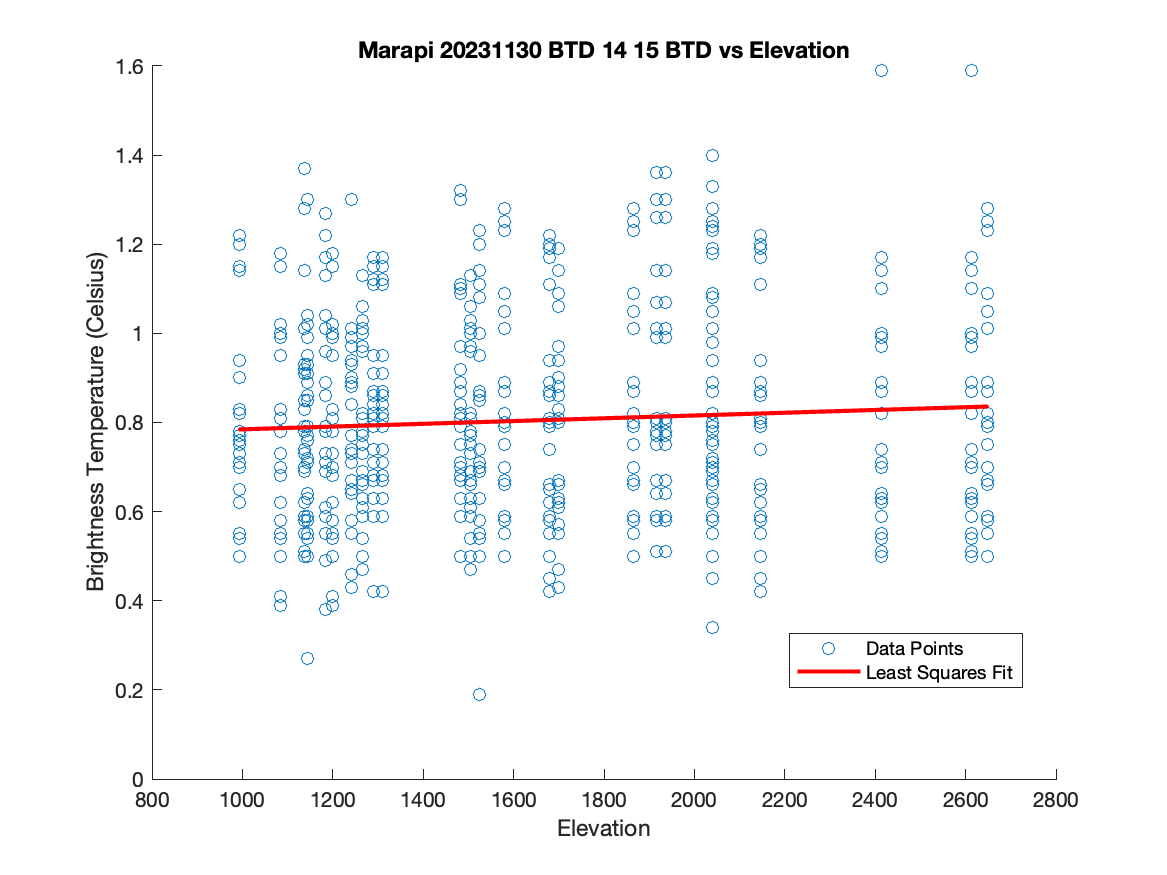 Marapi 20231130 BTD 14 15 BTD vs Elevation
Brightness Temperature (Celsius)
1.6
1.4
1.2
1
0.8
0.6
0.4
0.2
0
Data Points
Least Squares Fit
800 1000 1200 1400 1600 1800 2000 2200 2400 2600 2800
Elevation